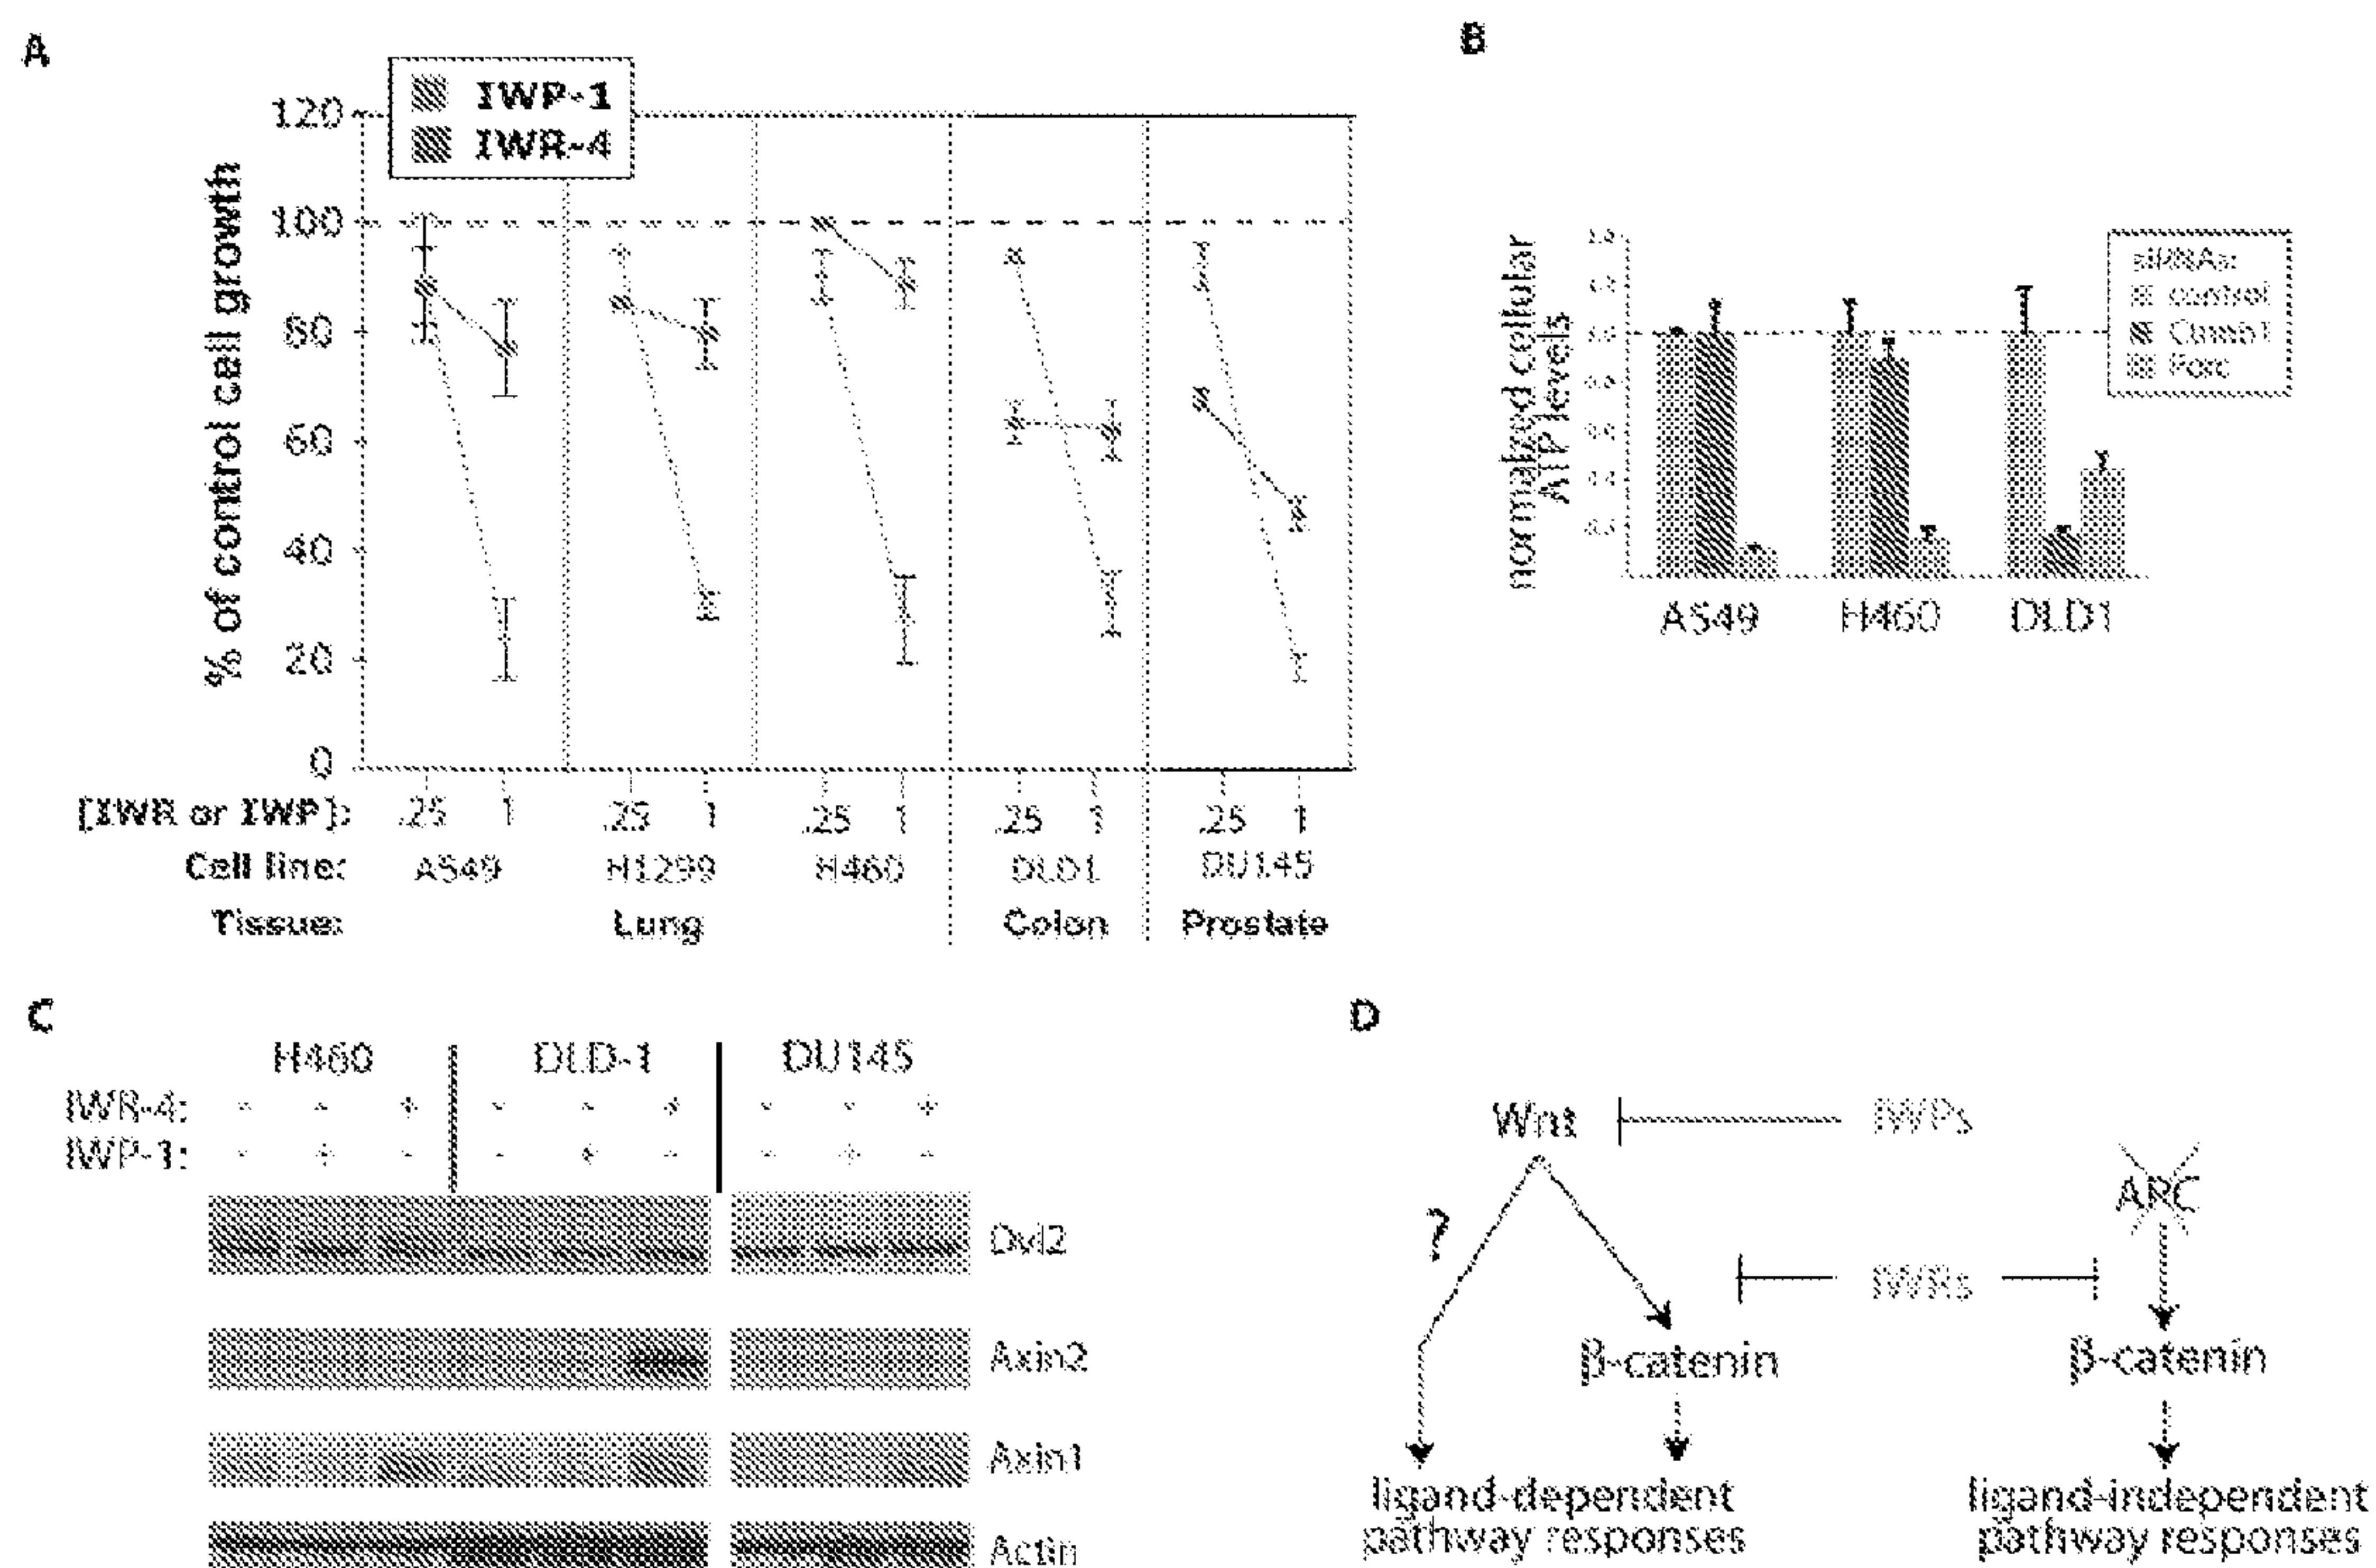 A
IWP-1
IWR-4
% of control cell growth
120
100
80
60
40
20
0
[IWR or IWP]: .25 1 .25 1 .25 1 .25 1 .25 1
Cell line: A549 H1299 H460 DLD1 DU145
Tissue: Lung Colon Prostate
B
normalized cellular
ATP levels
siRNAs:
control
Ctnnb1
Porc
A549 H460 DLD1
C
H460 DLD-1 DU145
IWR-4: - - + - - + - - +
IWP-1: - + - - + - - + -
Dvl2
Axin2
Axin1
Actin
D
Wnt IWPs
APC
?
IWRs
β-catenin β-catenin
ligand-dependent
pathway responses
ligand-independent
pathway responses